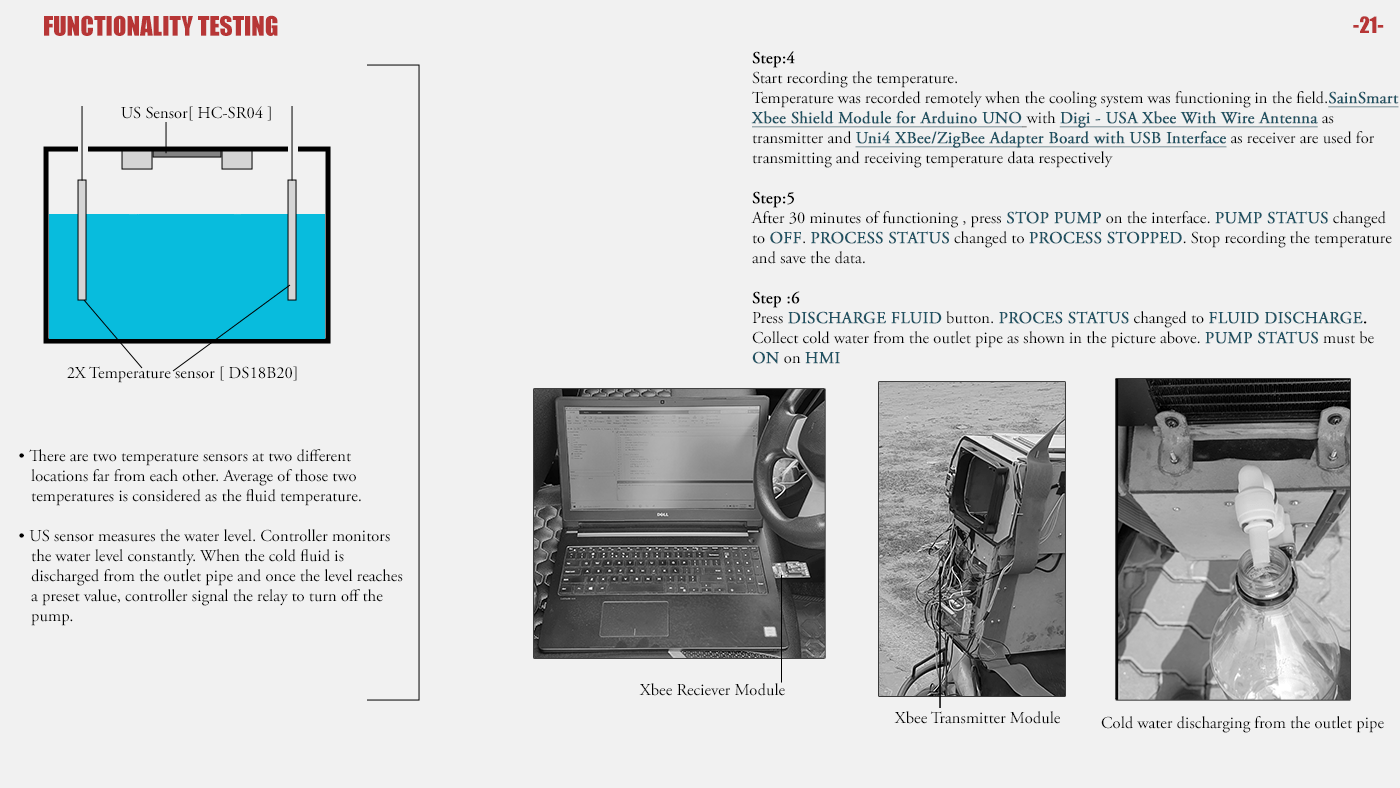 FUNCTIONALITY TESTING
-21-
US Sensor[ HC-SR04 ]
2X Temperature sensor [ DS18B20]
• There are two temperature sensors at two different
locations far from each other. Average of those two
temperatures is considered as the fluid temperature.
• US sensor measures the water level. Controller monitors
the water level constantly. When the cold fluid is
discharged from the outlet pipe and once the level reaches
a preset value, controller signal the relay to turn off the
pump.
Step:4
Start recording the temperature.
Temperature was recorded remotely when the cooling system was functioning in the field.SainSmart
Xbee Shield Module for Arduino UNO with Digi - USA Xbee With Wire Antenna as
transmitter and Uni4 XBee/ZigBee Adapter Board with USB Interface as receiver are used for
transmitting and receiving temperature data respectively
Step:5
After 30 minutes of functioning , press STOP PUMP on the interface. PUMP STATUS changed
to OFF. PROCESS STATUS changed to PROCESS STOPPED. Stop recording the temperature
and save the data.
Step :6
Press DISCHARGE FLUID button. PROCES STATUS changed to FLUID DISCHARGE.
Collect cold water from the outlet pipe as shown in the picture above. PUMP STATUS must be
ON on HMI
DELL
Xbee Reciever Module
Xbee Transmitter Module
Cold water discharging from the outlet pipe